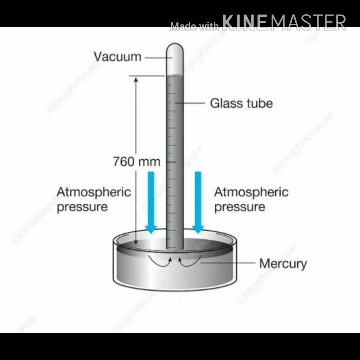 Made with KINEMASTER
Vacuum
Glass tube
760 mm
Atmospheric
pressure
Atmospheric
pressure
Mercury